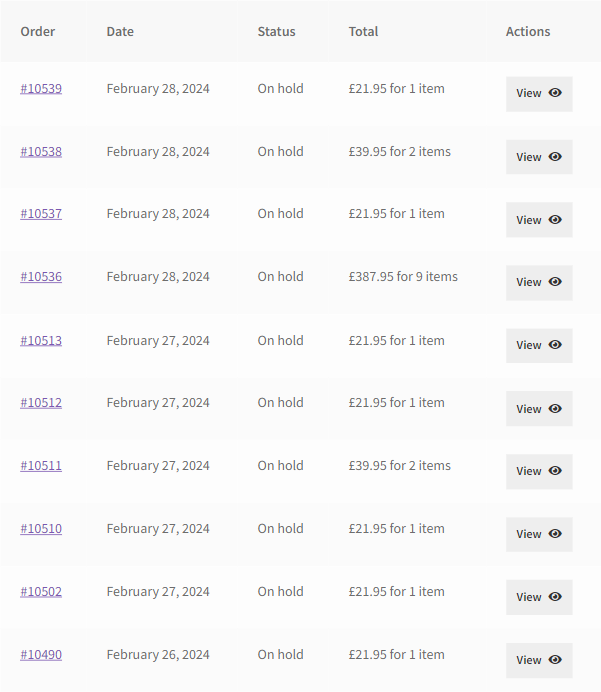 Order Date Status Total Actions
#10539 February 28, 2024 On hold £21.95 for 1 item View
#10538 February 28, 2024 On hold £39.95 for 2 items View
#10537 February 28, 2024 On hold £21.95 for 1 item View
#10536 February 28, 2024 On hold £387.95 for 9 items View
#10513 February 27, 2024 On hold £21.95 for 1 item View
#10512 February 27, 2024 On hold £21.95 for 1 item View
#10511 February 27, 2024 On hold £39.95 for 2 items View
#10510 February 27, 2024 On hold £21.95 for 1 item View
#10502 February 27, 2024 On hold £21.95 for 1 item View
#10490 February 26, 2024 On hold £21.95 for 1 item View